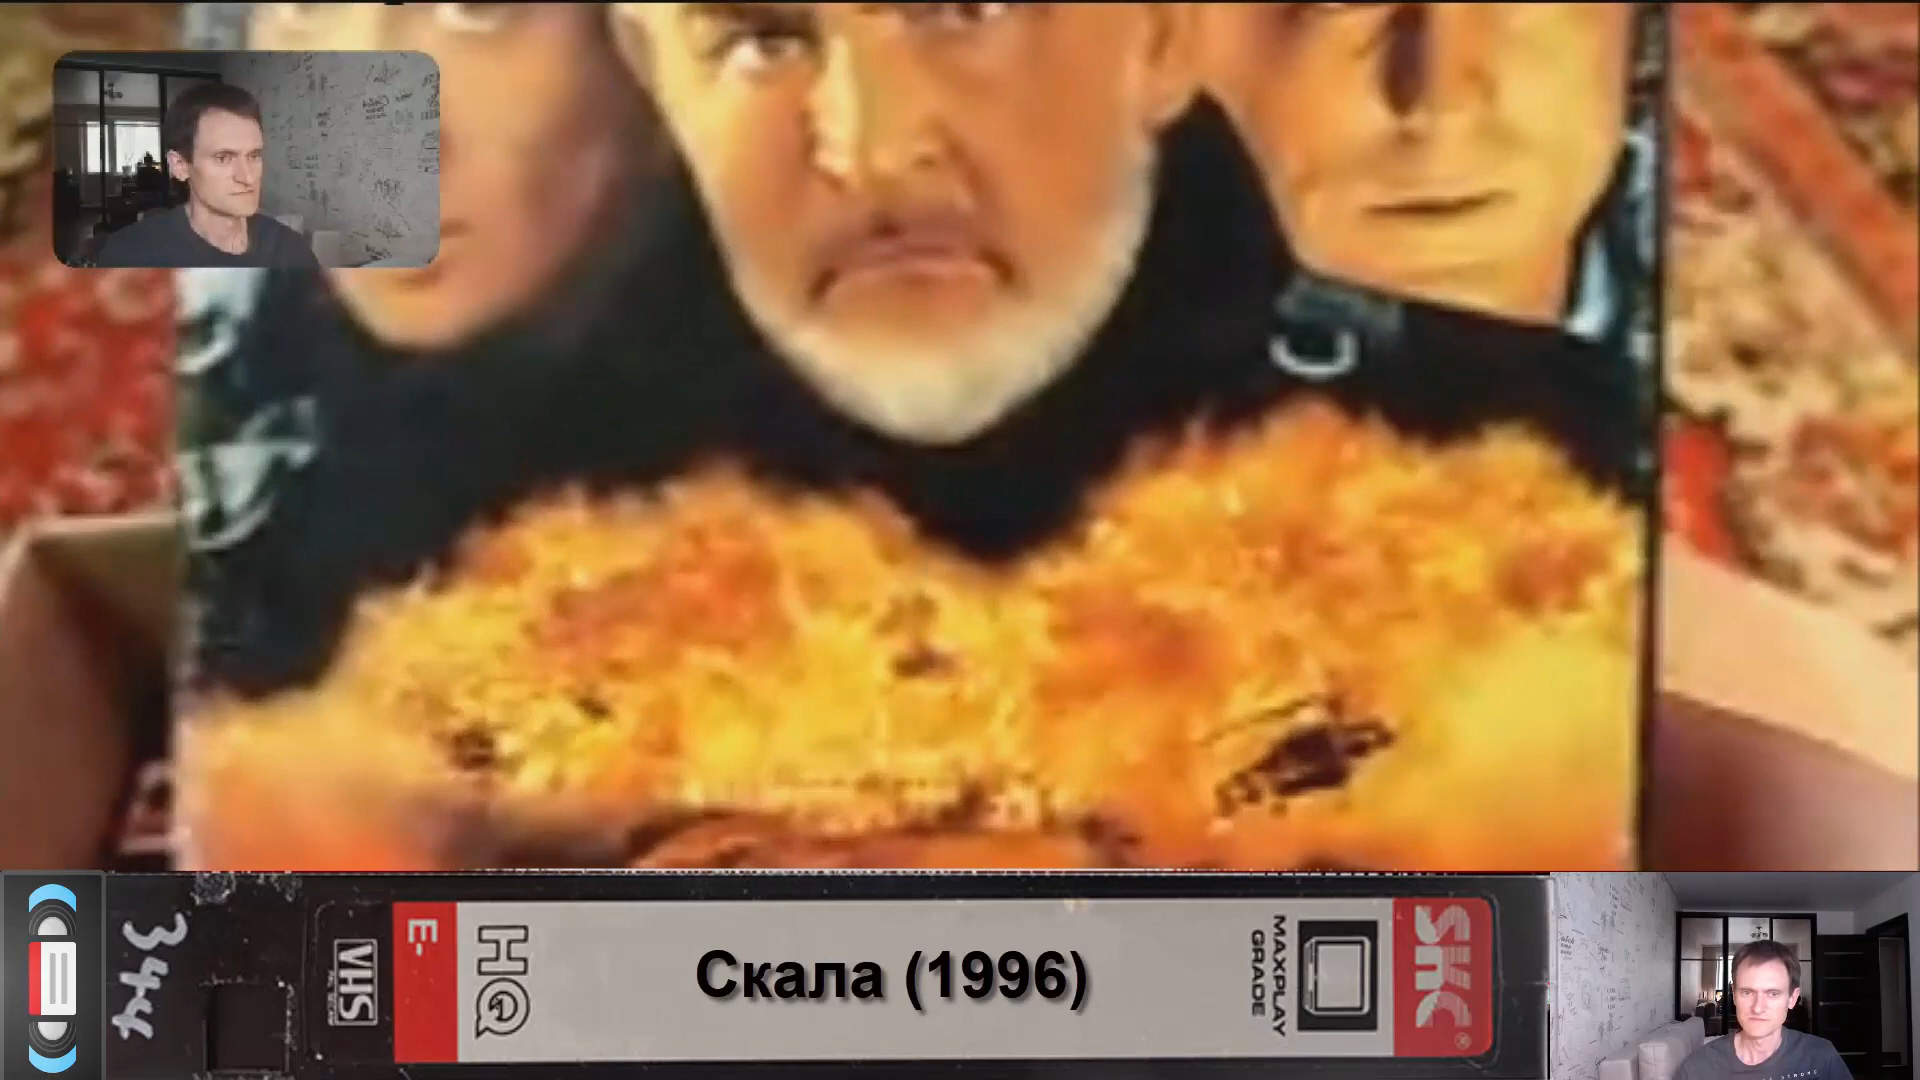 344
VHS
E-
HQ
Скала (1996)
MAXPLAY
GRADE
SKC